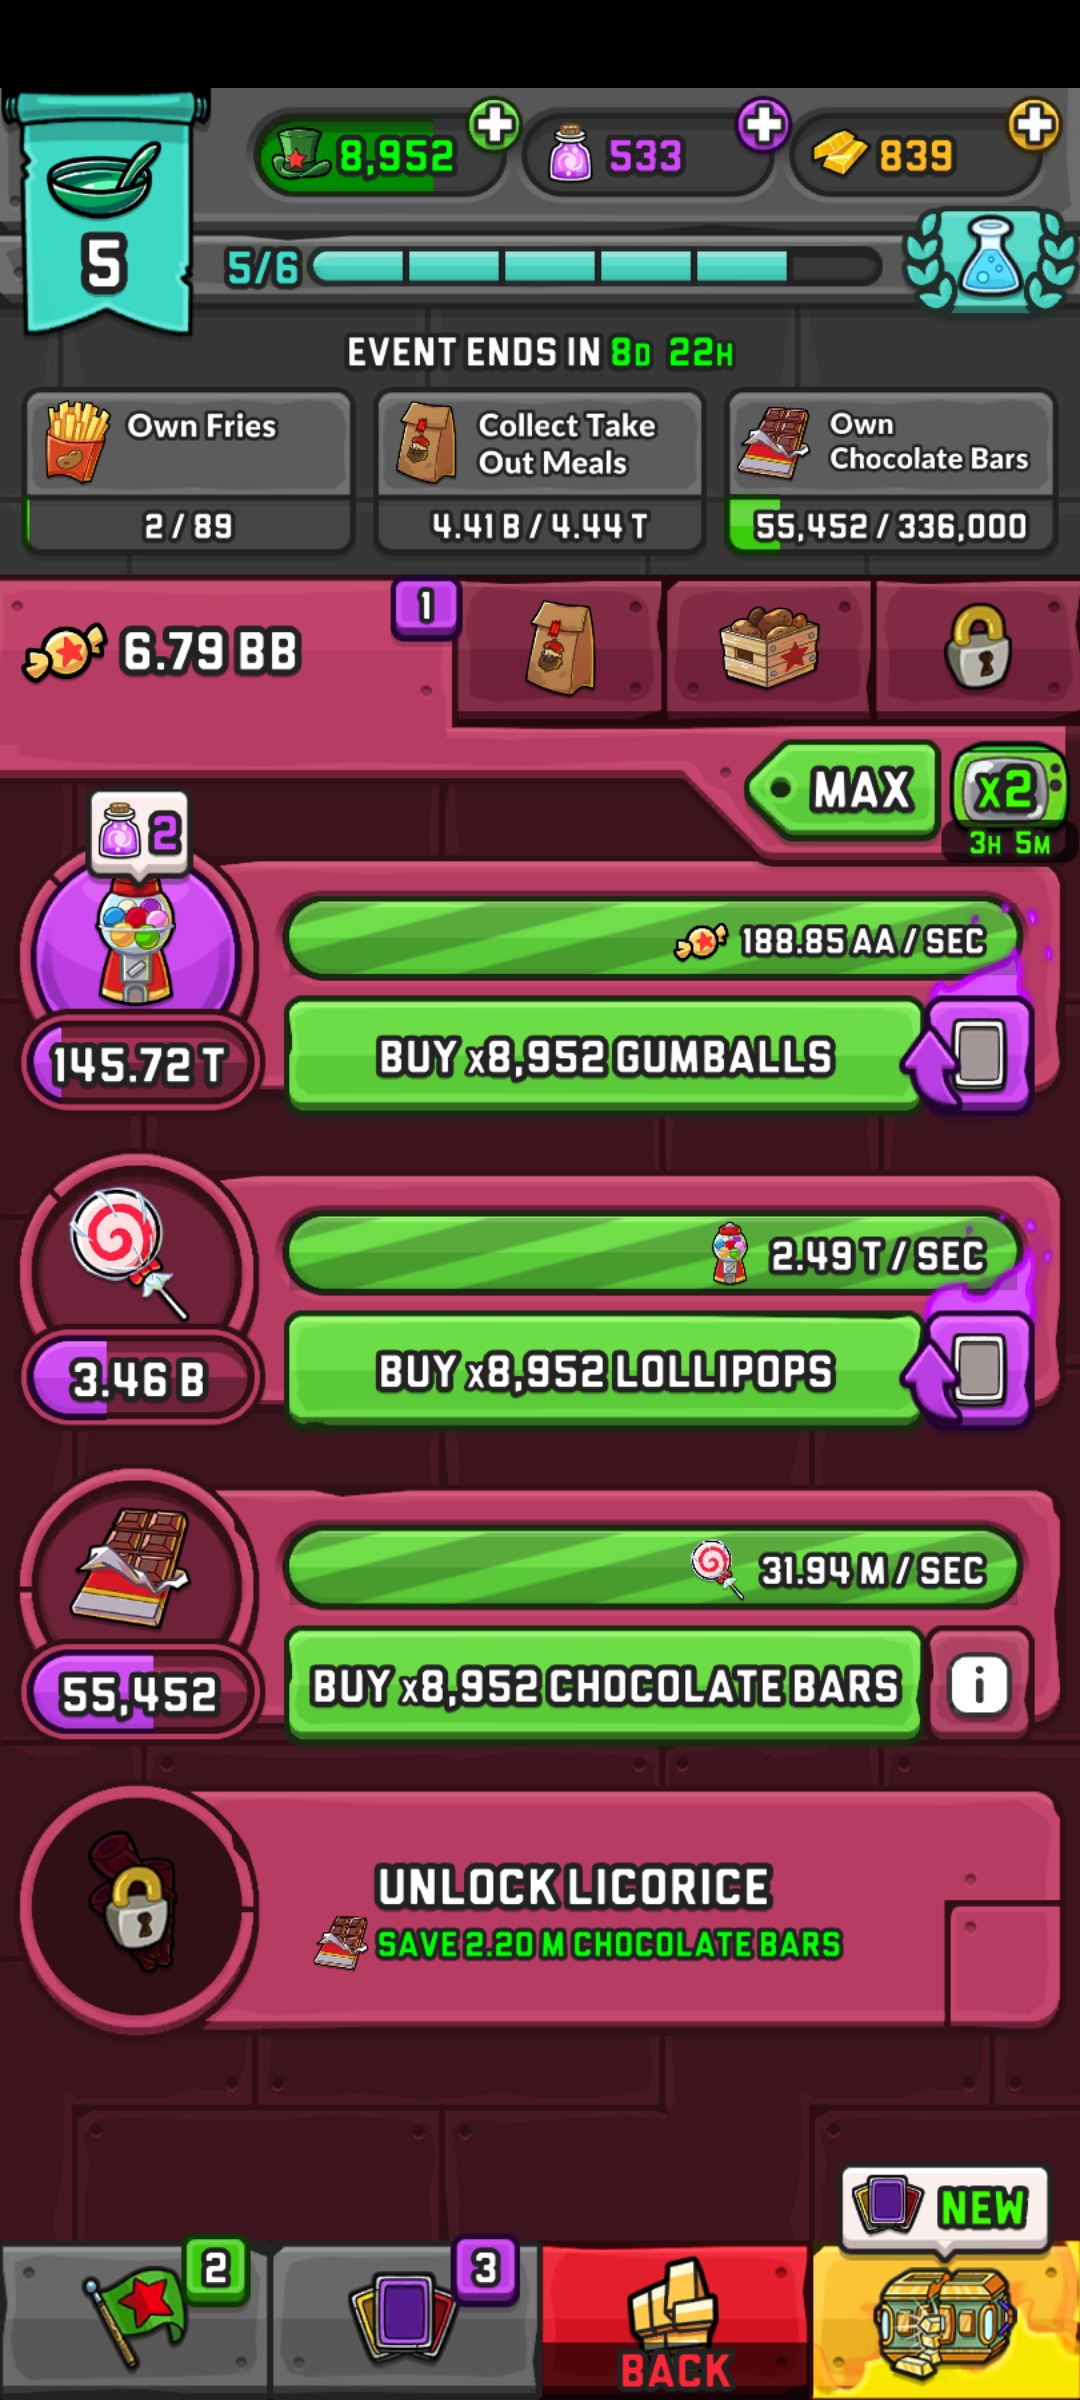 8,952
533
839
5
5/6
EVENT ENDS IN 8D 22H
Own Fries
2 / 89
Collect Take
Out Meals
4.41 B / 4.44 T
Own
Chocolate Bars
55,452 / 336,000
6.79 BB
1
MAX
x2
3H 5M
2
188.85 AA / SEC
145.72 T
BUY x8,952 GUMBALLS
2.49 T / SEC
3.46 B
BUY x8,952 LOLLIPOPS
31.94 M / SEC
55,452
BUY x8,952 CHOCOLATE BARS
i
UNLOCK LICORICE
SAVE 2.20 M CHOCOLATE BARS
NEW
2
3
BACK